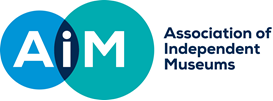 AiM
Association of
Independent
Museums